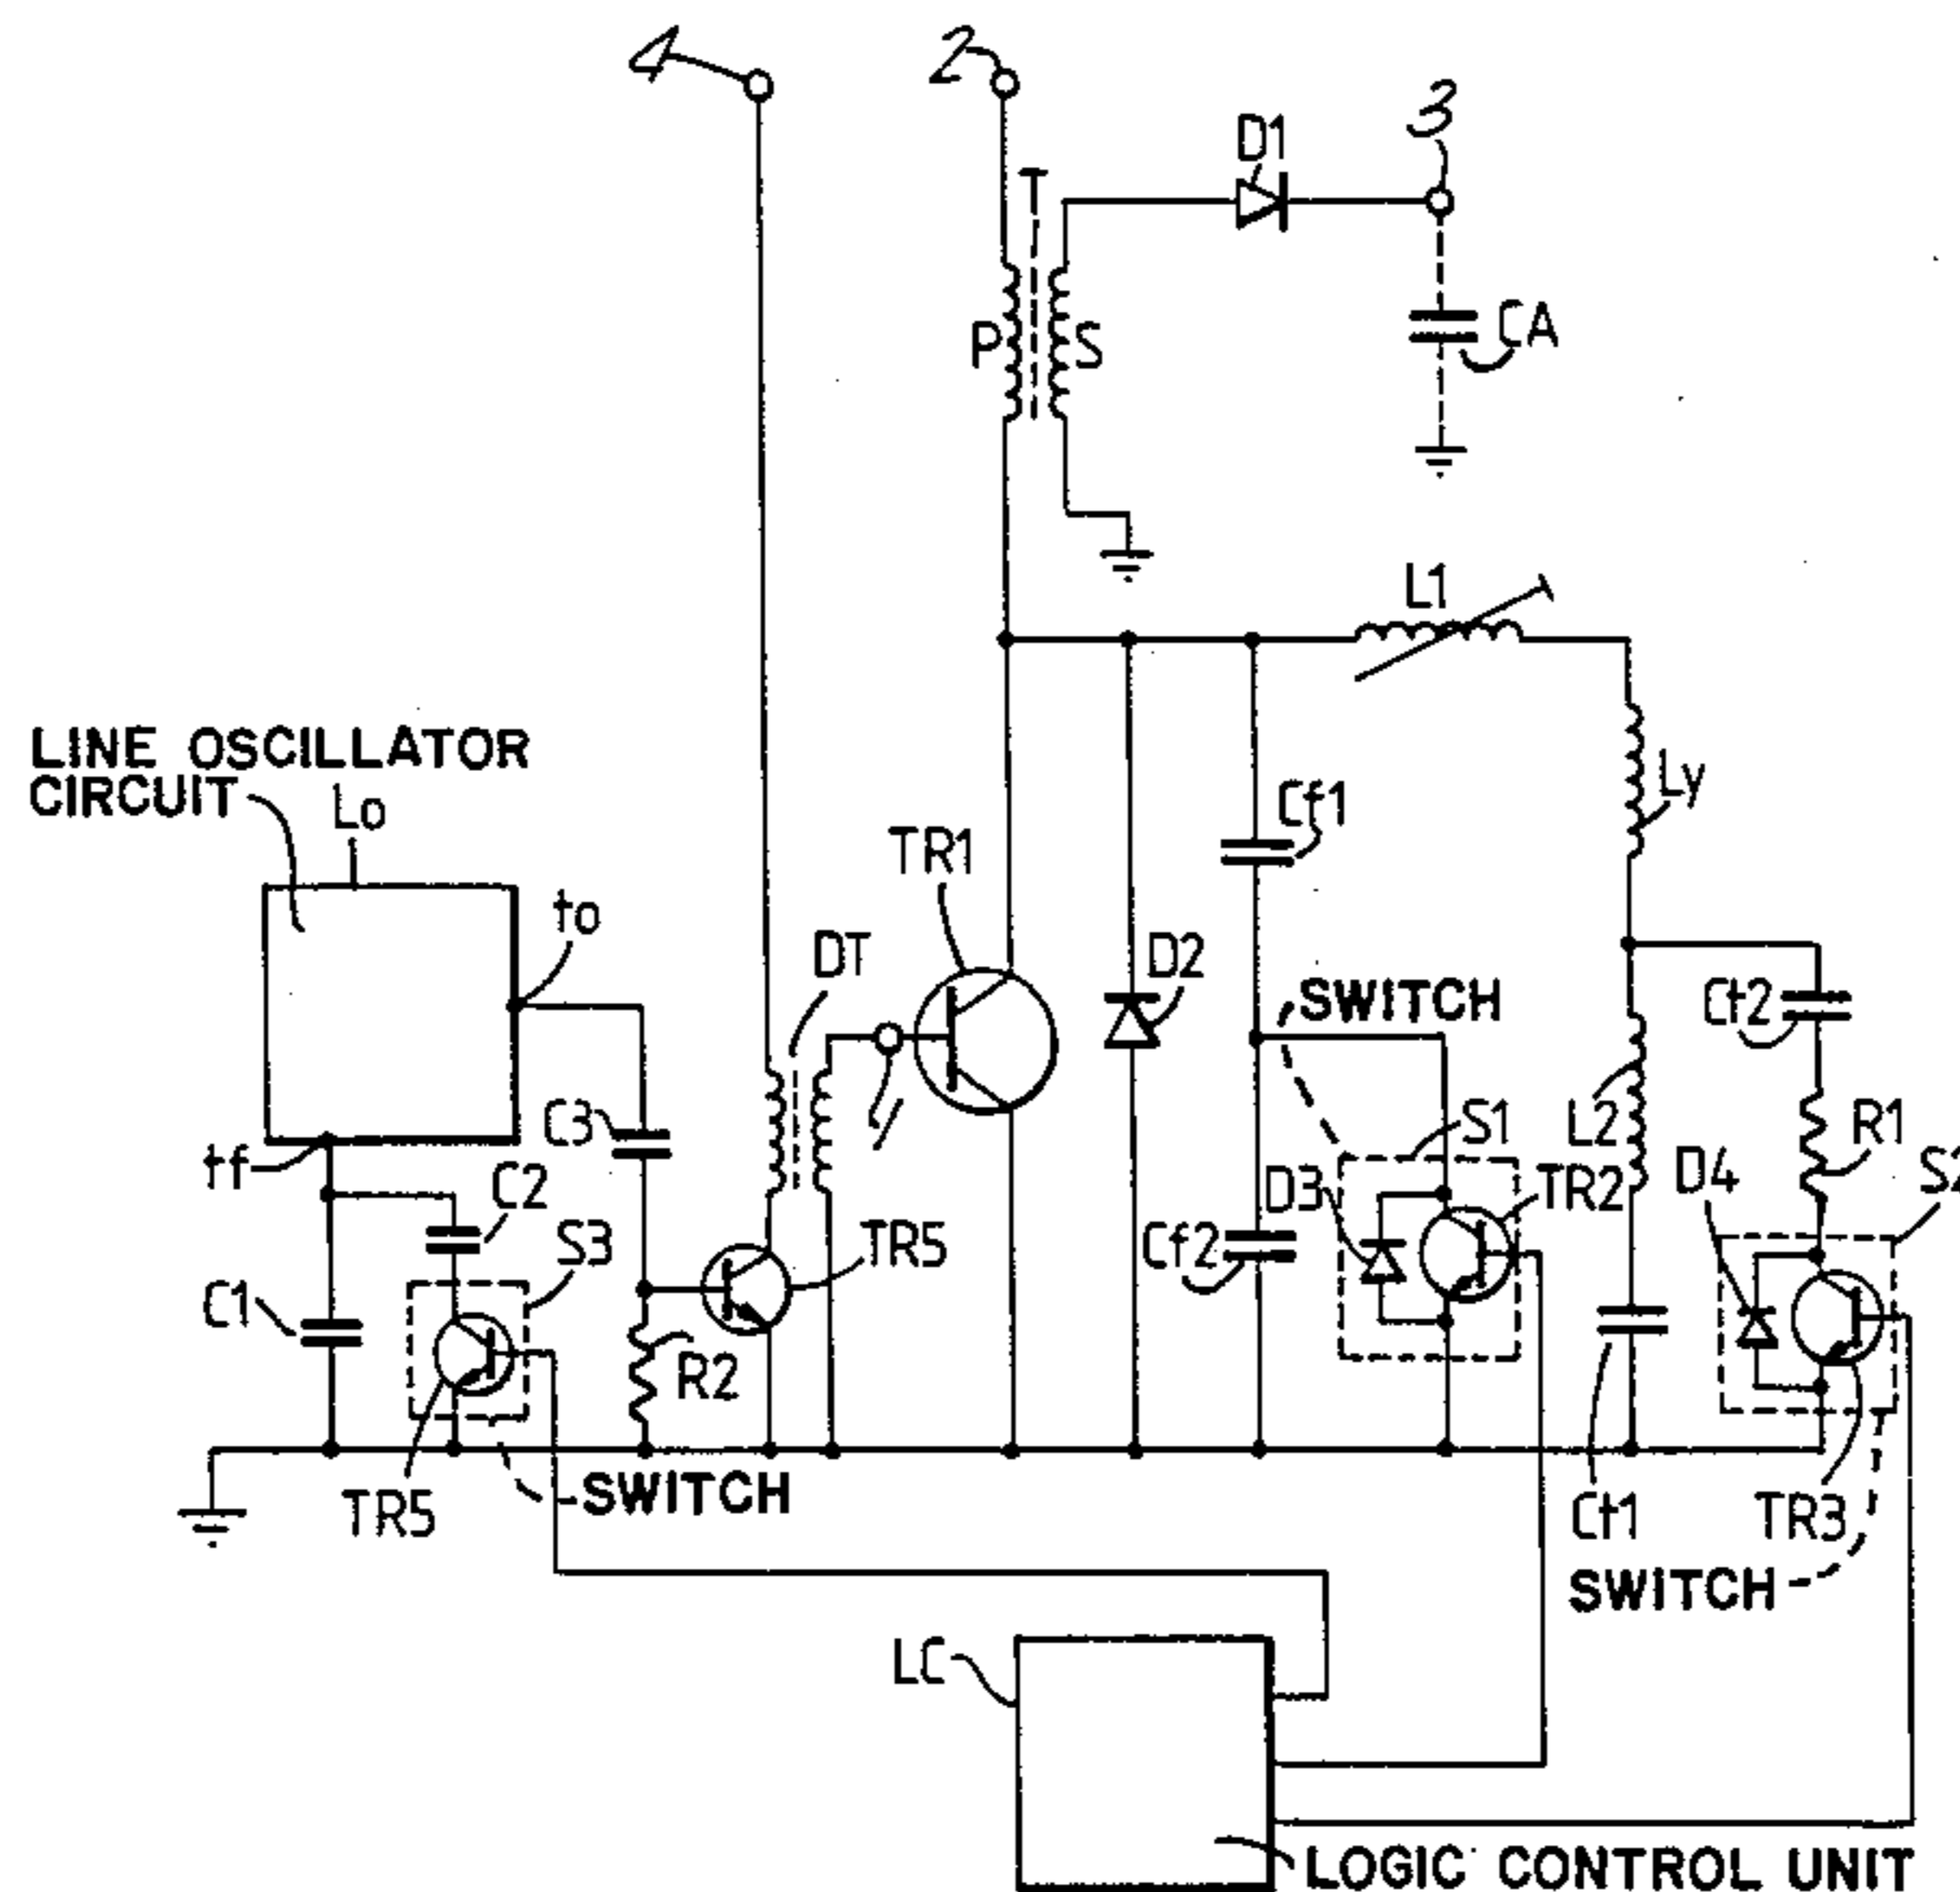 4
2
3
D1
T
CA
P
S
L1
LINE OSCILLATOR
CIRCUIT
Lo
Ly
Cf1
TR1
to
DT
D2
SWITCH
Ct2
1
C3
S1
L2
R1
tf
C2
D3
TR2
D4
S2
S3
TR5
Cf2
C1
R2
TR5
SWITCH
Ct1
TR3
SWITCH
LC
LOGIC CONTROL UNIT